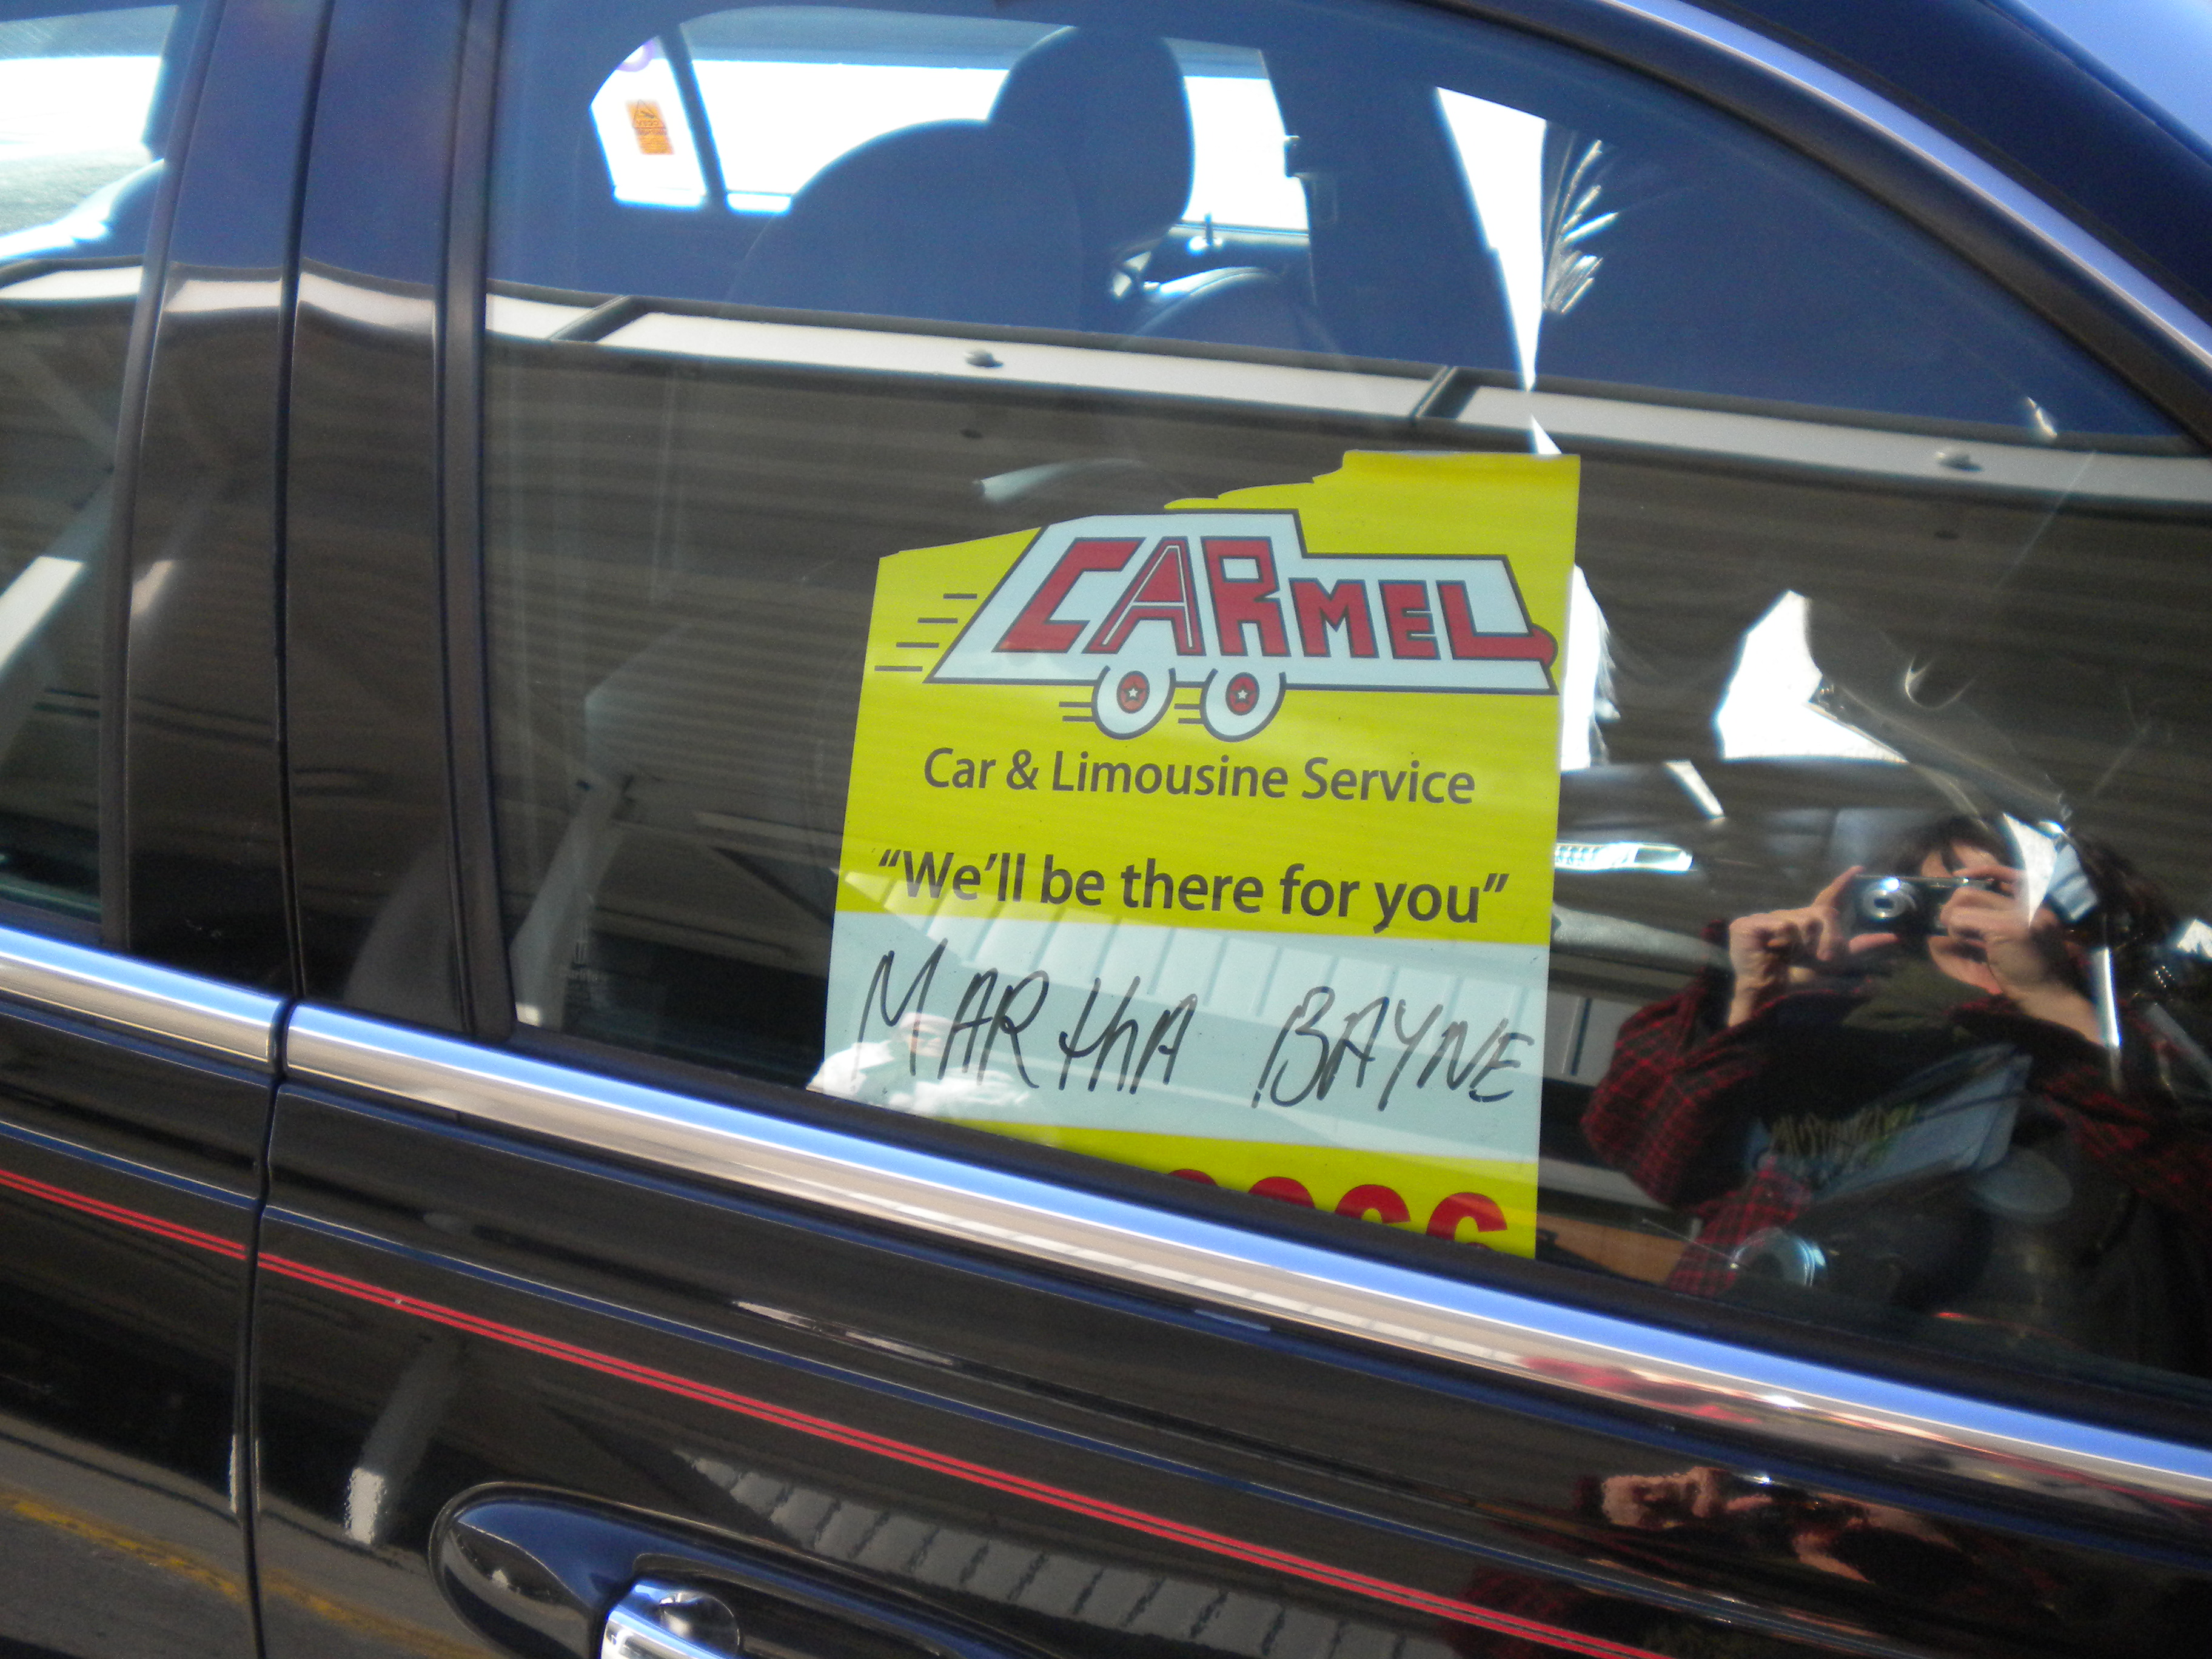 CARMEL
Car & Limousine Service
“We’ll be there for you”
MARthA BAYNE